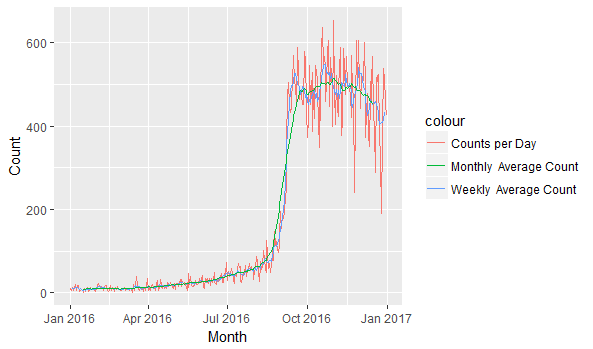 600
400
200
0
Count
Jan 2016
Apr 2016
Jul 2016
Oct 2016
Jan 2017
Month
colour
Counts per Day
Monthly Average Count
Weekly Average Count